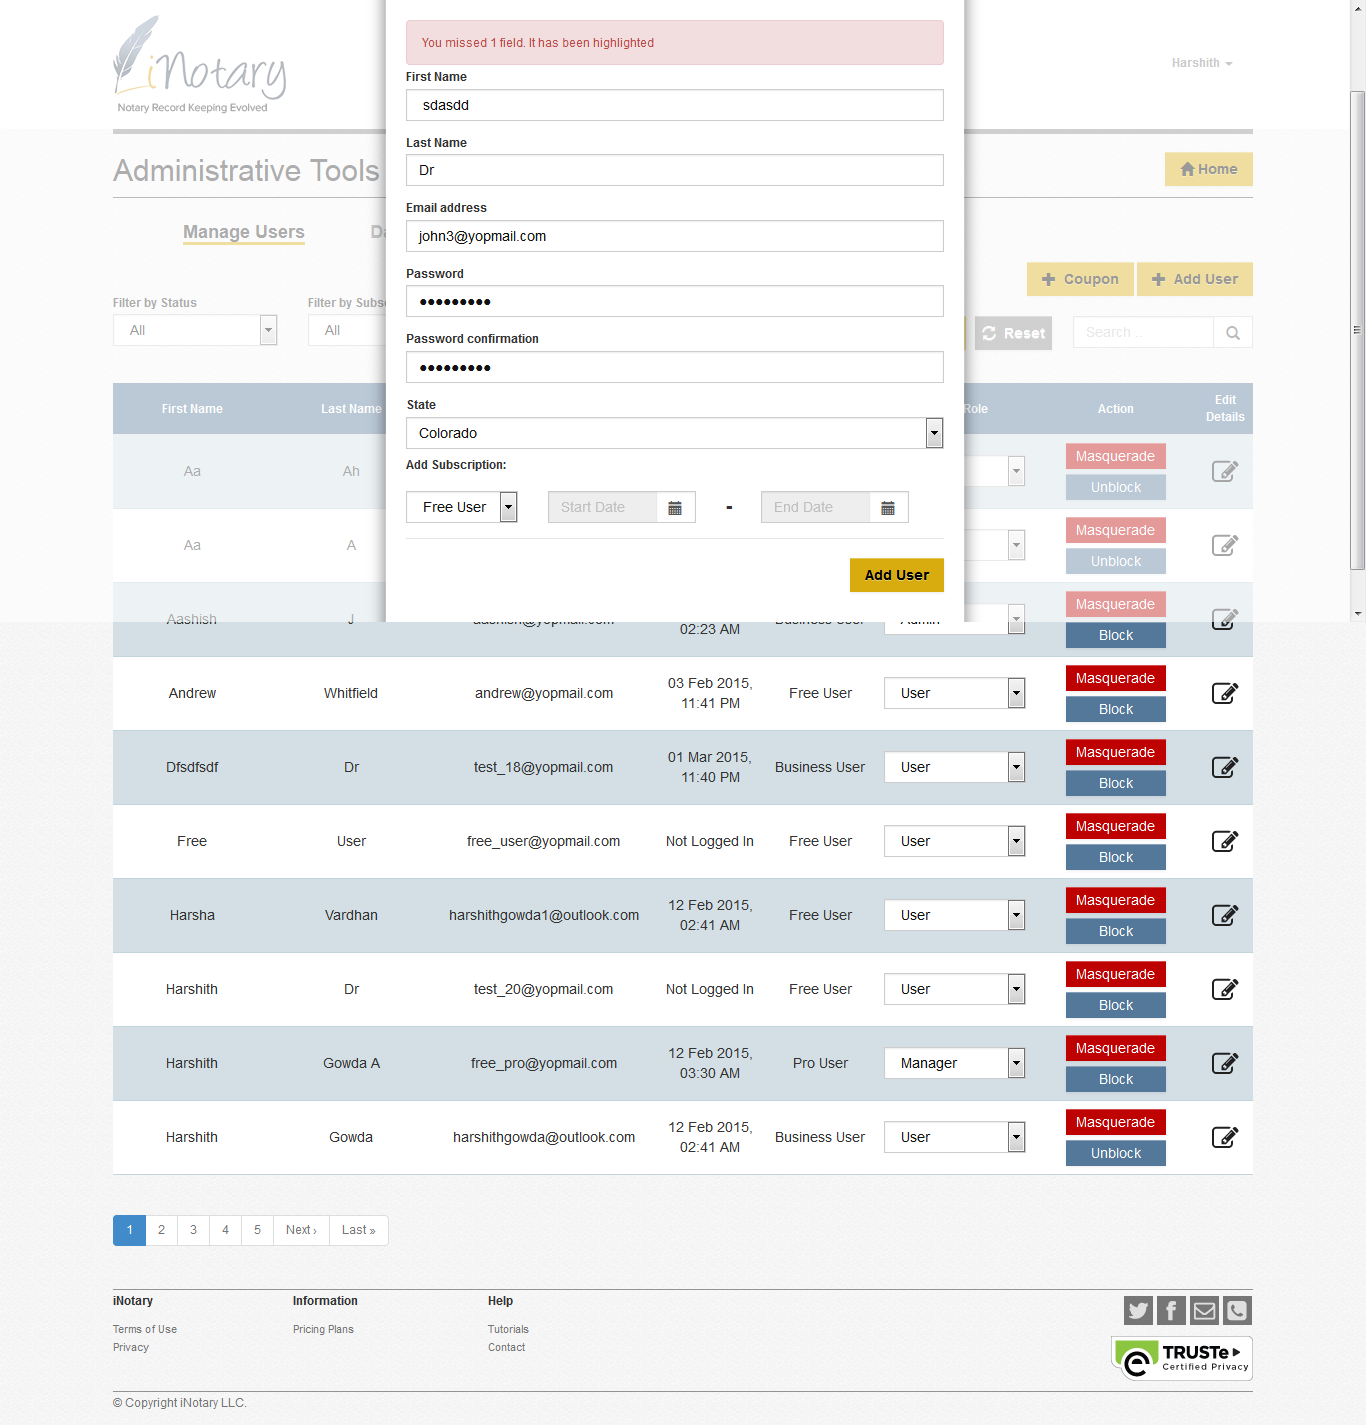 iNotary
Notary Record Keeping Evolved
Harshith
Administrative Tools
Home
Manage Users
Coupon
Add User
Filter by Status
Filter by Subsc
All
All
Reset
Search ..
You missed 1 field. It has been highlighted
First Name
sdasdd
Last Name
Dr
Email address
john3@yopmail.com
Password
●●●●●●●●●
Password confirmation
●●●●●●●●●
State
Colorado
Add Subscription:
Free User
Start Date
-
End Date
Add User
First Name Last Name Role Action Edit Details
Aa Ah Masquerade
Unblock
Aa A Masquerade
Unblock
Aashish J aashish@yopmail.com 02:23 AM Business User Admin Masquerade
Block
Andrew Whitfield andrew@yopmail.com 03 Feb 2015, 11:41 PM Free User User Masquerade
Block
Dfsdfsdf Dr test_18@yopmail.com 01 Mar 2015, 11:40 PM Business User User Masquerade
Block
Free User free_user@yopmail.com Not Logged In Free User User Masquerade
Block
Harsha Vardhan harshithgowda1@outlook.com 12 Feb 2015, 02:41 AM Free User User Masquerade
Block
Harshith Dr test_20@yopmail.com Not Logged In Free User User Masquerade
Block
Harshith Gowda A free_pro@yopmail.com 12 Feb 2015, 03:30 AM Pro User Manager Masquerade
Block
Harshith Gowda harshithgowda@outlook.com 12 Feb 2015, 02:41 AM Business User User Masquerade
Unblock
1 2 3 4 5 Next › Last »
iNotary Information Help
Terms of Use Pricing Plans Tutorials
Privacy Contact
TRUSTe
Certified Privacy
© Copyright iNotary LLC.